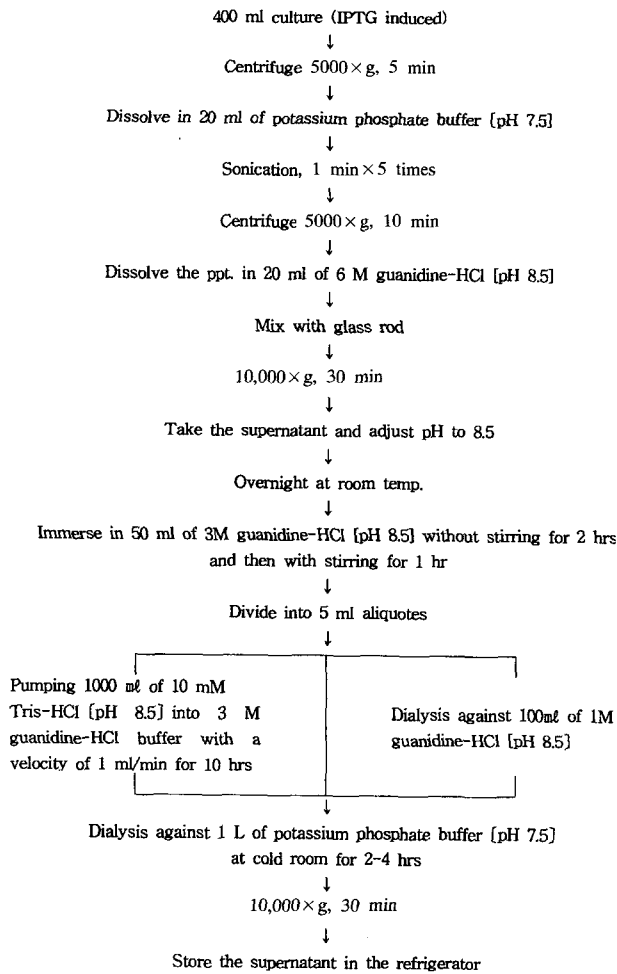 400 ml culture (IPTG induced)
↓
Centrifuge 5000×g, 5 min
↓
Dissolve in 20 ml of potassium phosphate buffer [pH 7.5]
↓
Sonication, 1 min×5 times
↓
Centrifuge 5000×g, 10 min
↓
Dissolve the ppt. in 20 ml of 6 M guanidine-HCl [pH 8.5]
↓
Mix with glass rod
↓
10,000×g, 30 min
↓
Take the supernatant and adjust pH to 8.5
↓
Overnight at room temp.
↓
Immerse in 50 ml of 3M guanidine-HCl [pH 8.5] without stirring for 2 hrs
and then with stirring for 1 hr
↓
Divide into 5 ml aliquotes
↓
Pumping 1000 ㎖ of 10 mM
Tris-HCl [pH 8.5] into 3 M
guanidine-HCl buffer with a
velocity of 1 ml/min for 10 hrs
Dialysis against 100㎖ of 1M
guanidine-HCl [pH 8.5]
↓
Dialysis against 1 L of potassium phosphate buffer [pH 7.5]
at cold room for 2-4 hrs
↓
10,000×g, 30 min
↓
Store the supernatant in the refrigerator